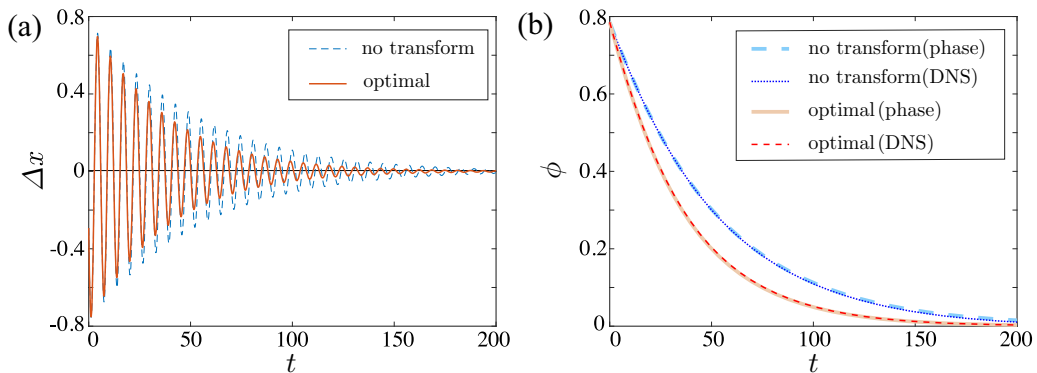 (a)
0.8
0.4
0
-0.4
-0.8
Δx
no transform
optimal
0
50
100
150
200
t
(b)
0.8
0.6
0.4
0.2
0
ϕ
no transform(phase)
no transform(DNS)
optimal(phase)
optimal(DNS)
0
50
100
150
200
t